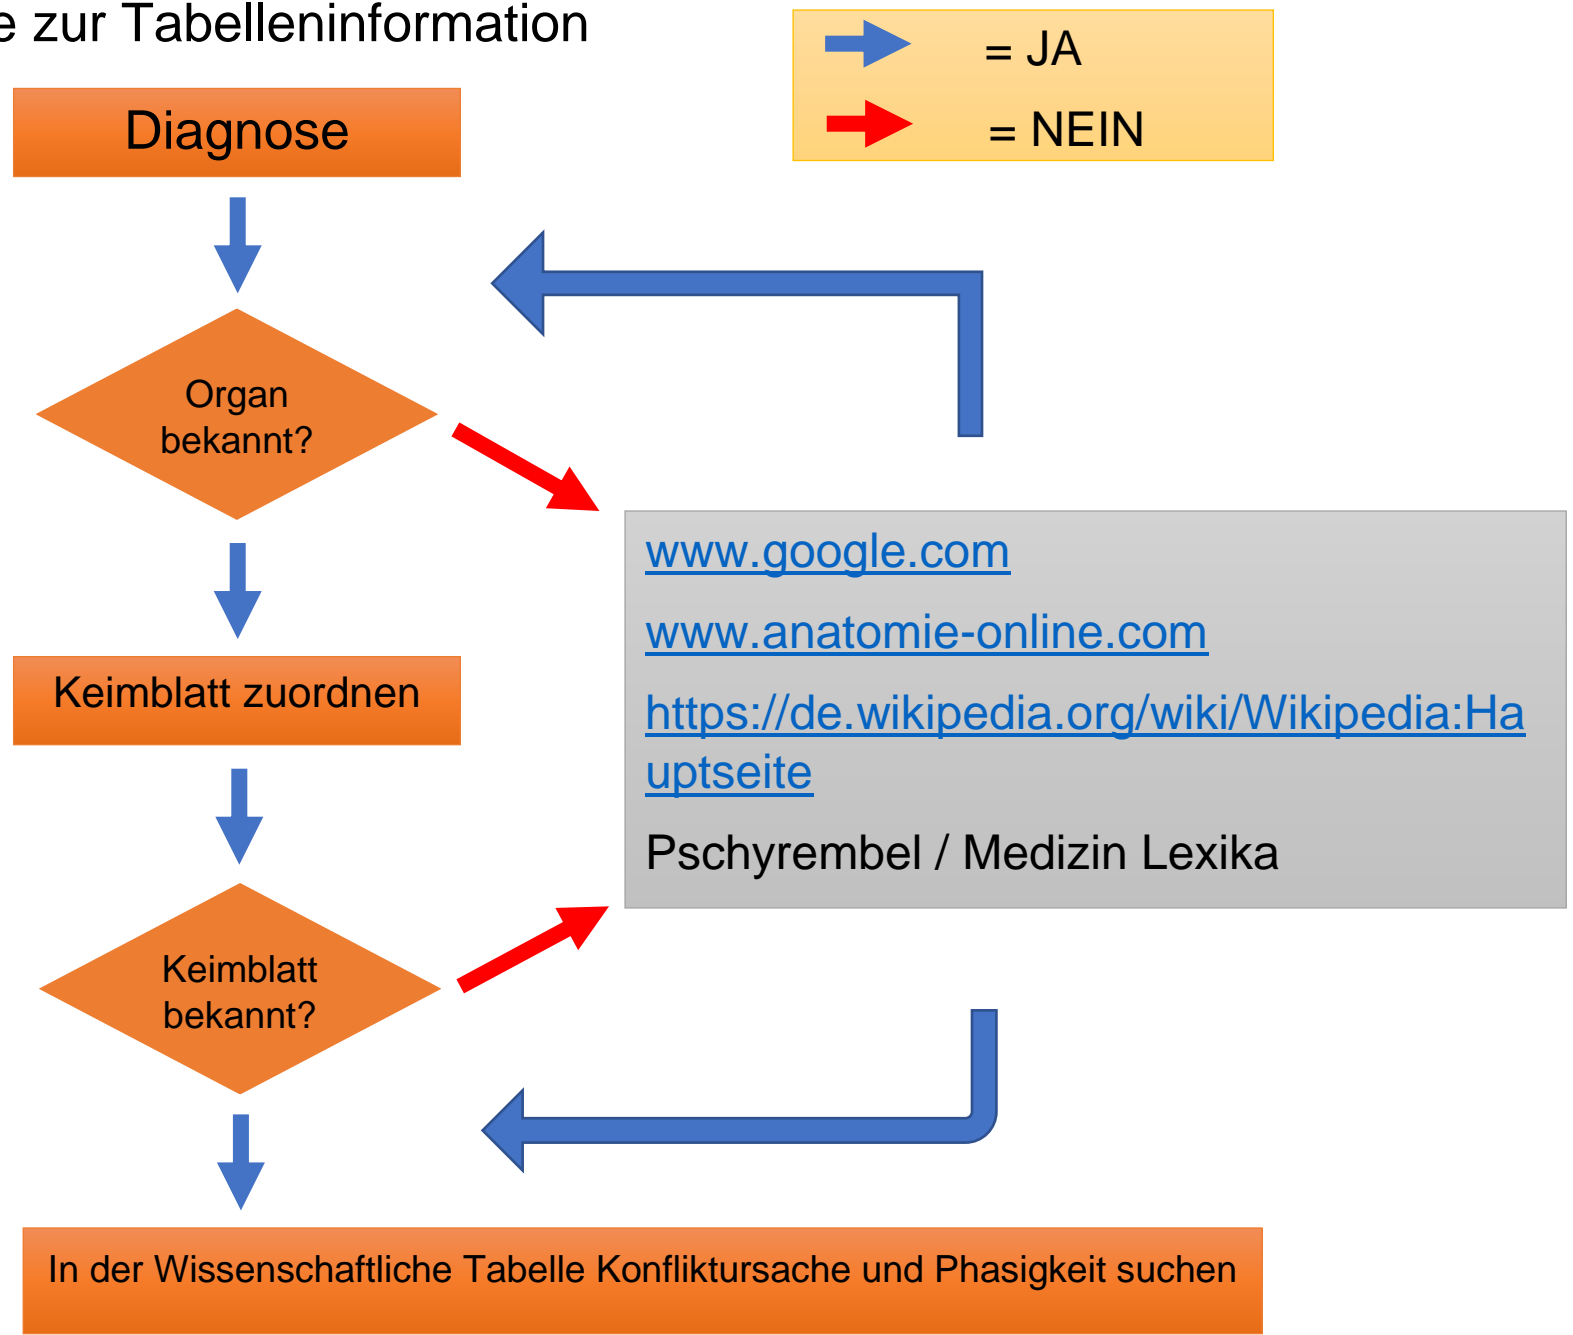 e zur Tabelleninformation
= JA
= NEIN
Diagnose
Organ
bekannt?
www.google.com
www.anatomie-online.com
https://de.wikipedia.org/wiki/Wikipedia:Ha
uptseite
Pschyrembel / Medizin Lexika
Keimblatt zuordnen
Keimblatt
bekannt?
In der Wissenschaftliche Tabelle Konfliktursache und Phasigkeit suchen